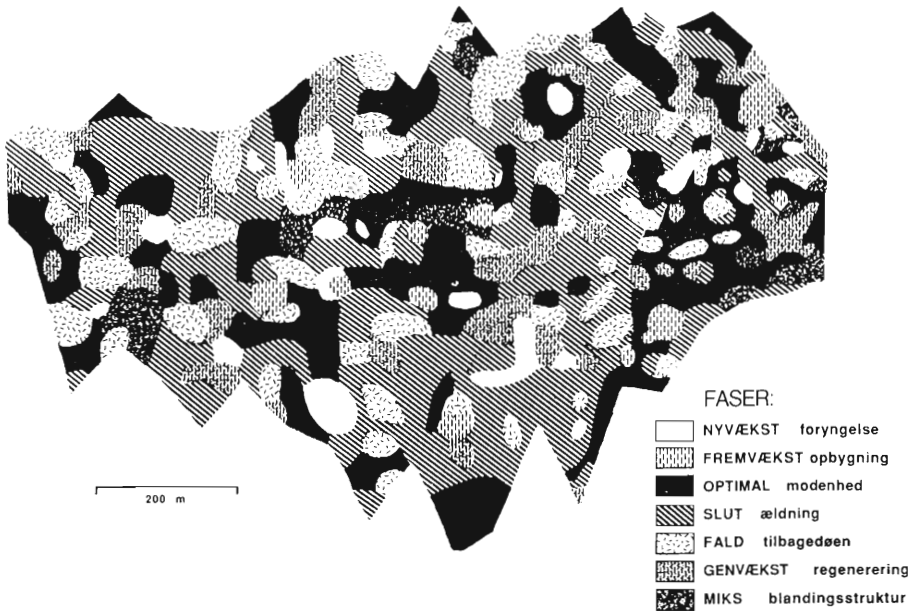 FASER:
NYVÆKST foryngelse
FREMVÆKST opbygning
OPTIMAL modenhed
SLUT ældning
FALD tilbagedøen
GENVÆKST regenerering
MIKS blandingsstruktur
200 m